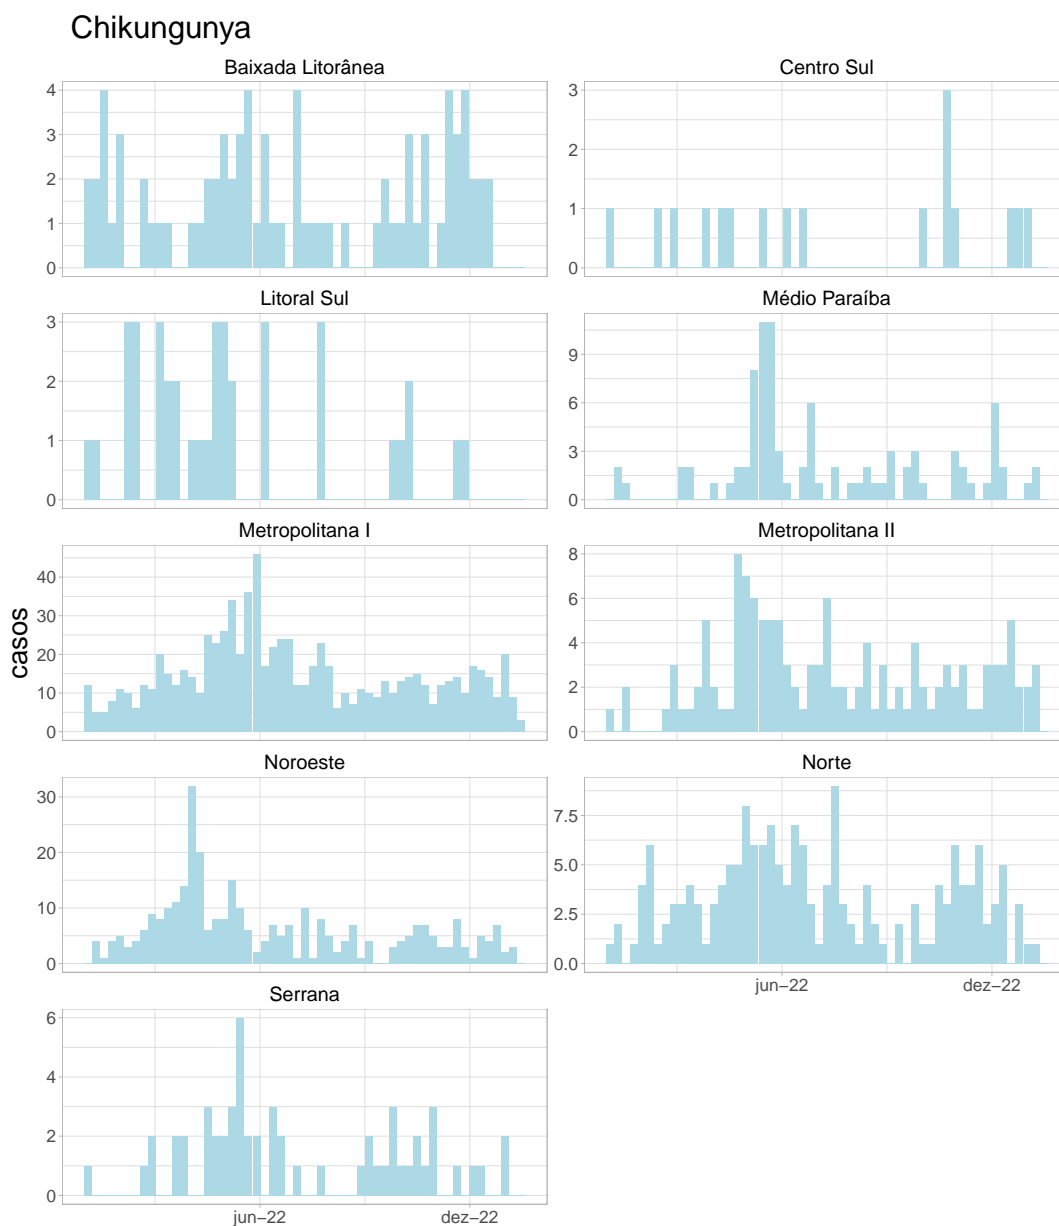 Chikungunya
Baixada Litorânea
Centro Sul
4
3
2
1
0
3
2
1
0
Litoral Sul
Médio Paraíba
3
2
1
0
9
6
3
0
Metropolitana I
Metropolitana II
casos
40
30
20
10
0
8
6
4
2
0
Noroeste
Norte
30
20
10
0
7.5
5.0
2.5
0.0
jun−22
dez−22
Serrana
6
4
2
0
jun−22
dez−22